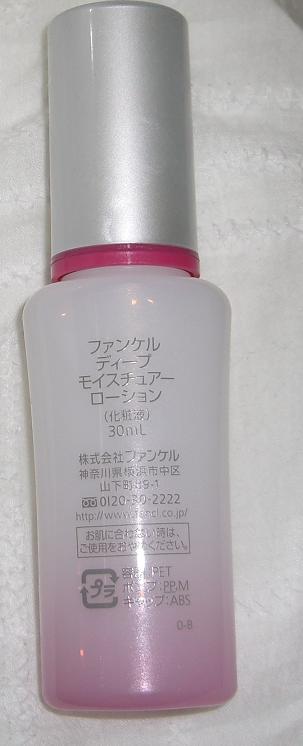 ファンケル
ディープ
モイスチュアー
ローション
(化粧液)
30mL
株式会社ファンケル
神奈川県横浜市中区
山下町89-1
0120-30-2222
http://www.fancl.co.jp/
お肌に合わない時は、
ご使用をおやめください。
プラ
容器:PET
ポンプ:PP,M
キャップ:ABS
0-8